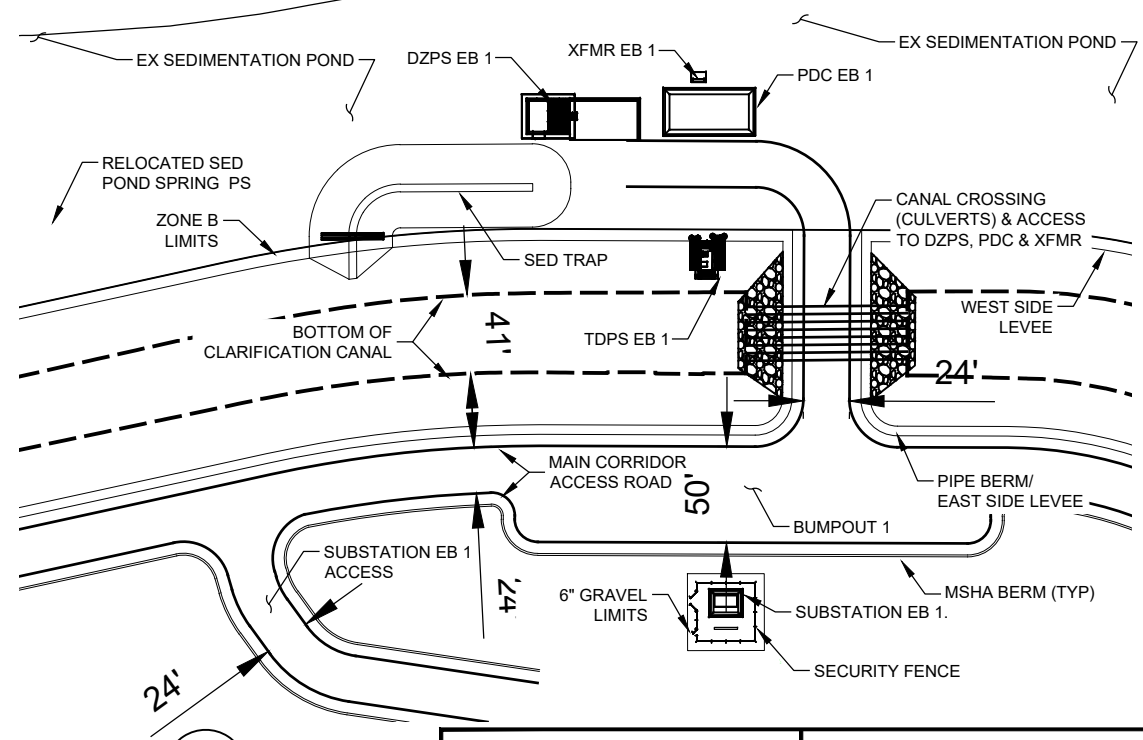 EX SEDIMENTATION POND
DZPS EB 1
XFMR EB 1
EX SEDIMENTATION POND
PDC EB 1
RELOCATED SED
POND SPRING PS
ZONE B
LIMITS
SED TRAP
CANAL CROSSING
(CULVERTS) & ACCESS
TO DZPS, PDC & XFMR
BOTTOM OF
CLARIFICATION CANAL
41'
TDPS EB 1
WEST SIDE
LEVEE
24'
MAIN CORRIDOR
ACCESS ROAD
50'
PIPE BERM/
EAST SIDE LEVEE
BUMPOUT 1
SUBSTATION EB 1
ACCESS
24'
6" GRAVEL
LIMITS
SUBSTATION EB 1.
MSHA BERM (TYP)
SECURITY FENCE
24'